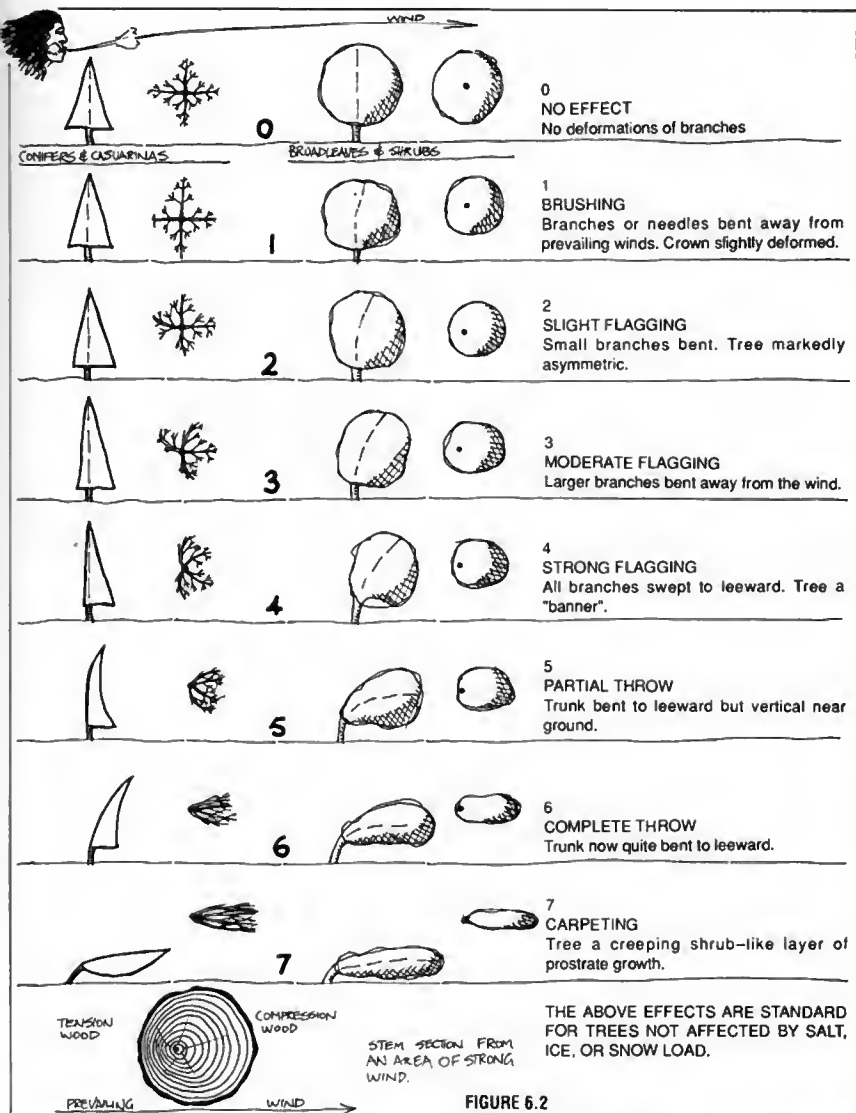 WIND
0
NO EFFECT
No deformations of branches
0
CONIFERS & CASUARINAS
BROADLEAVES & SHRUBS
1
BRUSHING
Branches or needles bent away from
prevailing winds. Crown slightly deformed.
1
2
SLIGHT FLAGGING
Small branches bent. Tree markedly
asymmetric.
2
3
MODERATE FLAGGING
Larger branches bent away from the wind.
3
4
STRONG FLAGGING
All branches swept to leeward. Tree a
"banner".
4
5
PARTIAL THROW
Trunk bent to leeward but vertical near
ground.
5
6
COMPLETE THROW
Trunk now quite bent to leeward.
6
7
CARPETING
Tree a creeping shrub-like layer of
prostrate growth.
7
TENSION
WOOD
COMPRESSION
WOOD
STEM SECTION FROM
AN AREA OF STRONG
WIND.
THE ABOVE EFFECTS ARE STANDARD
FOR TREES NOT AFFECTED BY SALT,
ICE, OR SNOW LOAD.
PREVAILING WIND
FIGURE 6.2